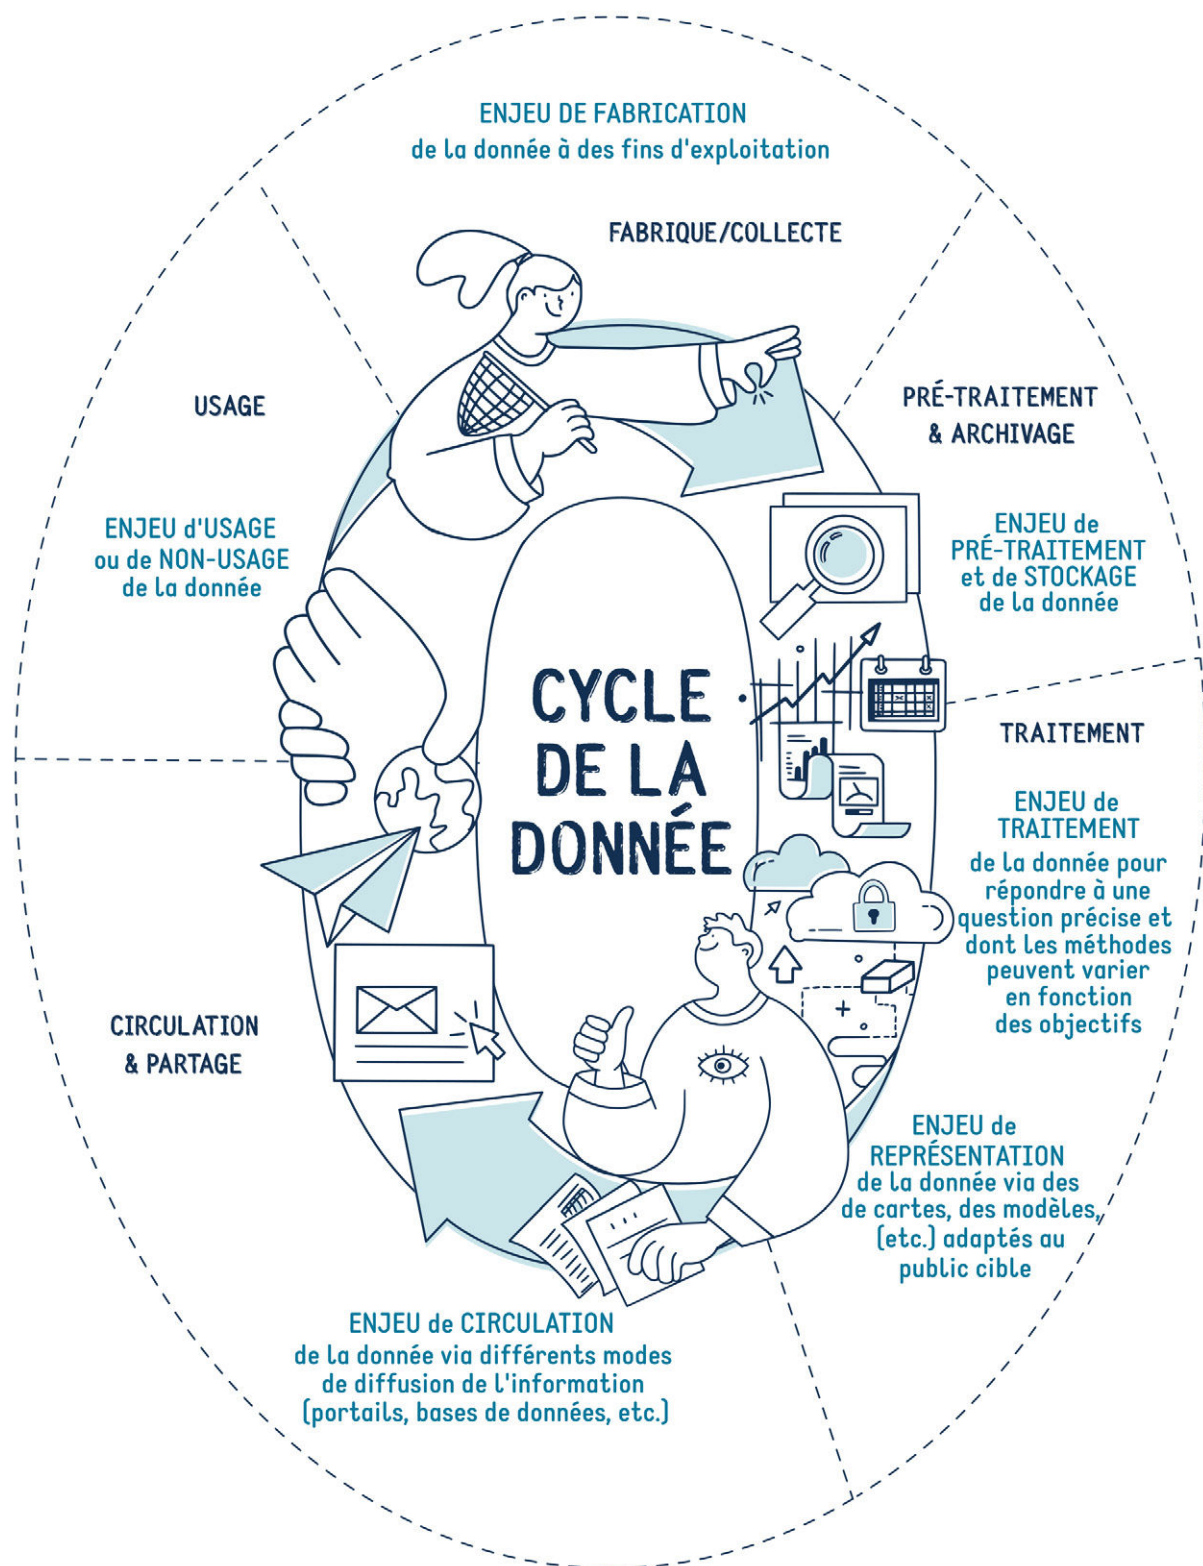 ENJEU DE FABRICATION
de la donnée à des fins d'exploitation
FABRIQUE/COLLECTE
PRÉ-TRAITEMENT
& ARCHIVAGE
ENJEU de
PRÉ-TRAITEMENT
et de STOCKAGE
de la donnée
TRAITEMENT
ENJEU de
TRAITEMENT
de la donnée pour
répondre à une
question précise et
dont les méthodes
peuvent varier
en fonction
des objectifs
ENJEU de
REPRÉSENTATION
de la donnée via des
de cartes, des modèles,
(etc.) adaptés au
public cible
ENJEU de CIRCULATION
de la donnée via différents modes
de diffusion de l'information
(portails, bases de données, etc.)
CIRCULATION
& PARTAGE
USAGE
ENJEU d'USAGE
ou de NON-USAGE
de la donnée
CYCLE
DE LA
DONNÉE